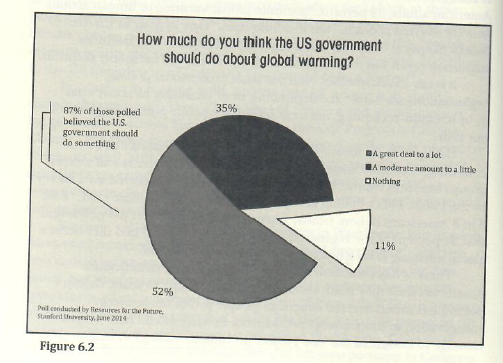 How much do you think the US government
should do about global warming?
87% of those polled
believed the U.S.
government should
do something
35%
A great deal to a lot
A moderate amount to a little
Nothing
11%
52%
Poll conducted by Resources for the Future,
Stanford University, June 2014
Figure 6.2